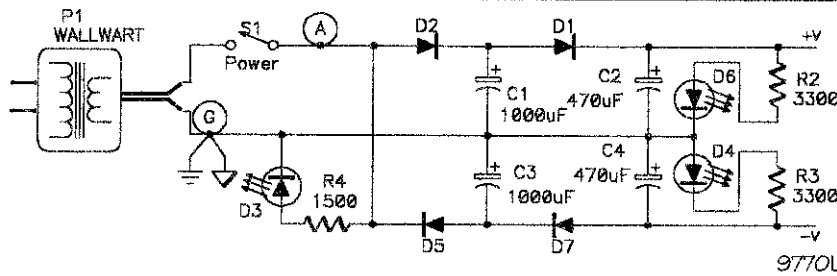 P1
WALLWART
S1
Power
A
G
D2
D1
+V
C1
1000uF
C2
470uF
D6
R2
3300
D3
R4
1500
C3
1000uF
C4
470uF
D4
R3
3300
D5
D7
-V